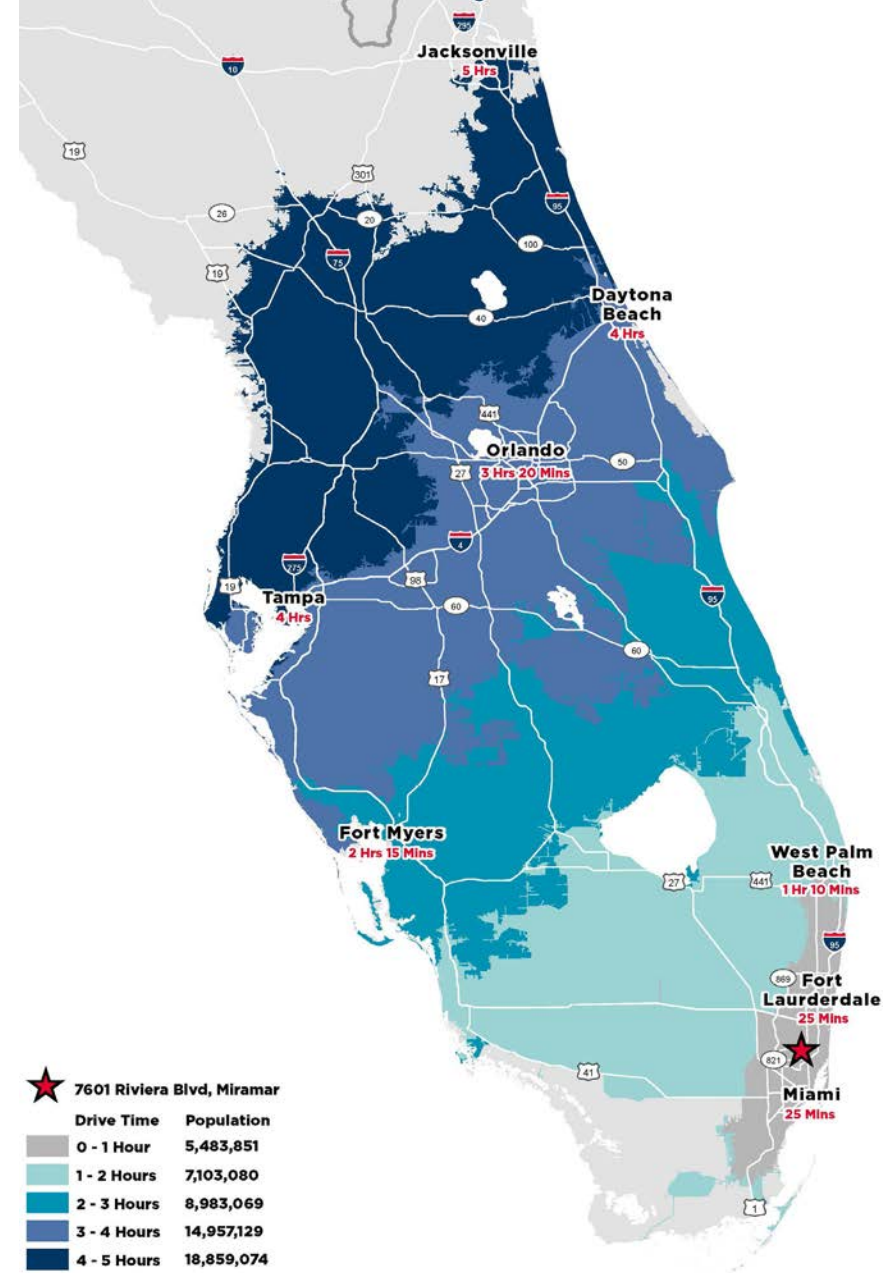 295
Jacksonville
5 Hrs
10
19
301
26
20
95
100
75
19
Daytona
Beach
4 Hrs
40
441
Orlando
3 Hrs 20 Mins
50
27
4
275
98
19
Tampa
4 Hrs
60
95
60
17
Fort Myers
2 Hrs 15 Mins
West Palm
Beach
1 Hr 10 Mins
27
441
95
869
Fort
Laurderdale
25 Mins
821
41
Miami
25 Mins
1
7601 Riviera Blvd, Miramar
Drive Time Population
0 - 1 Hour 5,483,851
1 - 2 Hours 7,103,080
2 - 3 Hours 8,983,069
3 - 4 Hours 14,957,129
4 - 5 Hours 18,859,074